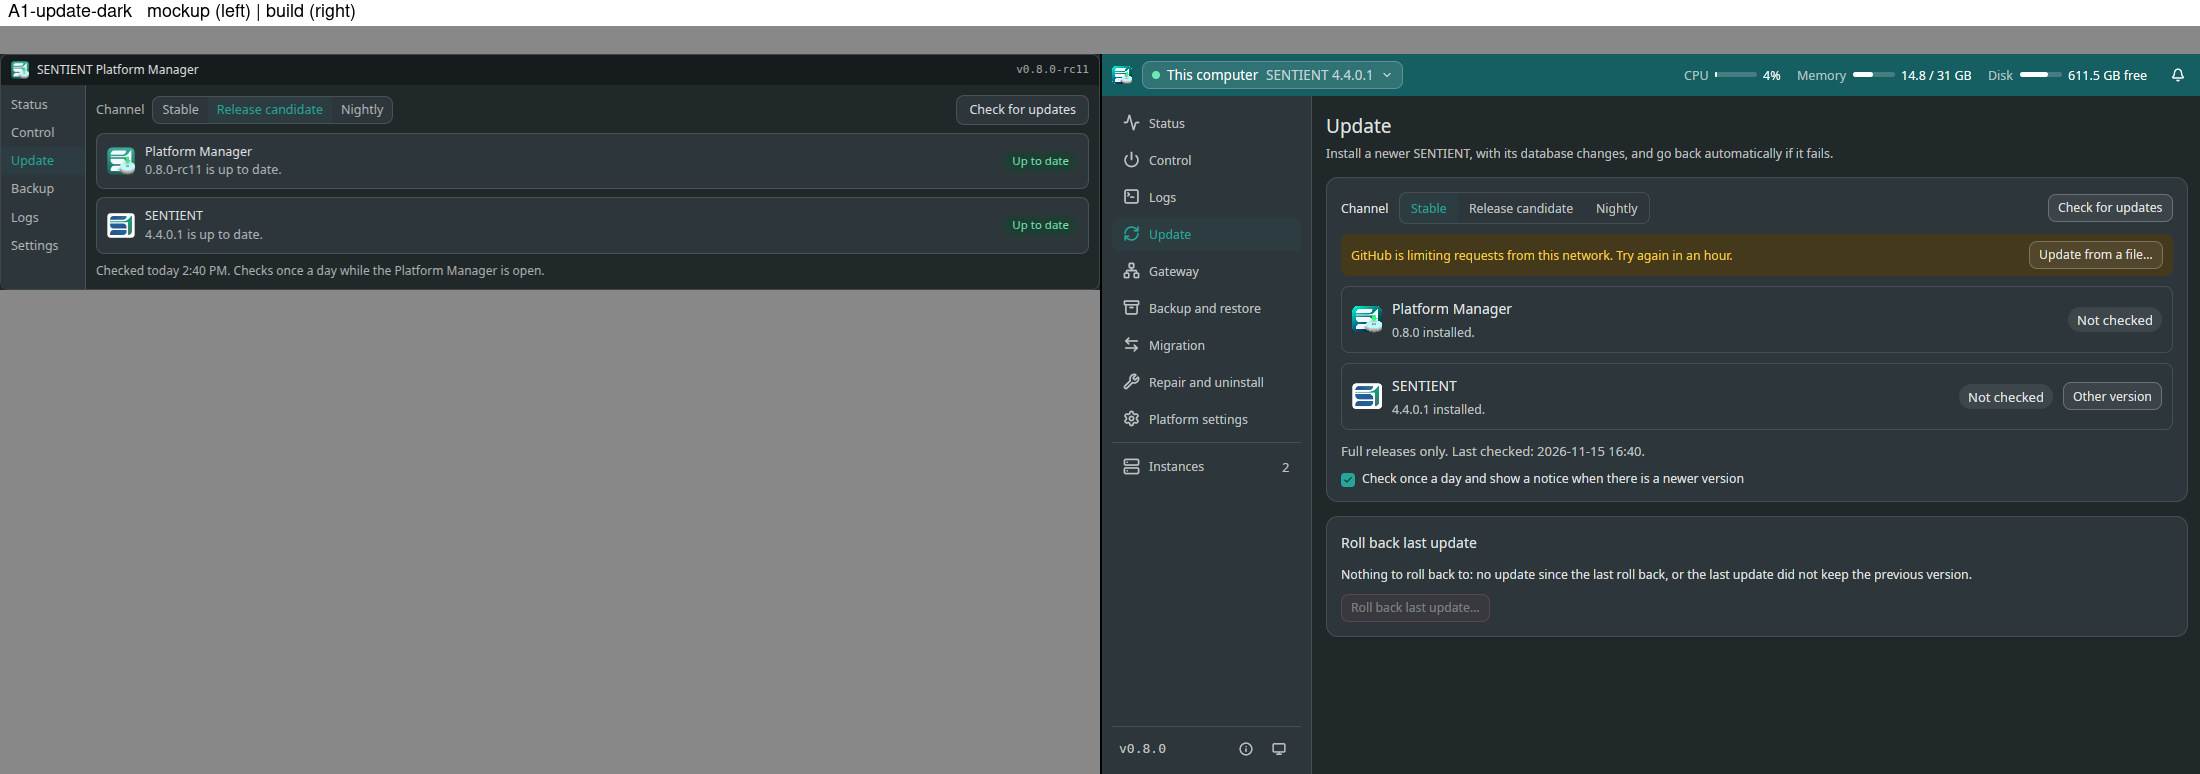 A1-update-dark mockup (left) | build (right)
SENTIENT Platform Manager
v0.8.0-rc11
Status
Control
Update
Backup
Logs
Settings
Channel Stable Release candidate Nightly Check for updates
Platform Manager
0.8.0-rc11 is up to date.
Up to date
SENTIENT
4.4.0.1 is up to date.
Up to date
Checked today 2:40 PM. Checks once a day while the Platform Manager is open.
This computer SENTIENT 4.4.0.1
CPU 4% Memory 14.8 / 31 GB Disk 611.5 GB free
Status
Control
Logs
Update
Gateway
Backup and restore
Migration
Repair and uninstall
Platform settings
Instances 2
v0.8.0
Update
Install a newer SENTIENT, with its database changes, and go back automatically if it fails.
Channel Stable Release candidate Nightly Check for updates
GitHub is limiting requests from this network. Try again in an hour. Update from a file...
Platform Manager
0.8.0 installed.
Not checked
SENTIENT
4.4.0.1 installed.
Not checked Other version
Full releases only. Last checked: 2026-11-15 16:40.
Check once a day and show a notice when there is a newer version
Roll back last update
Nothing to roll back to: no update since the last roll back, or the last update did not keep the previous version.
Roll back last update...